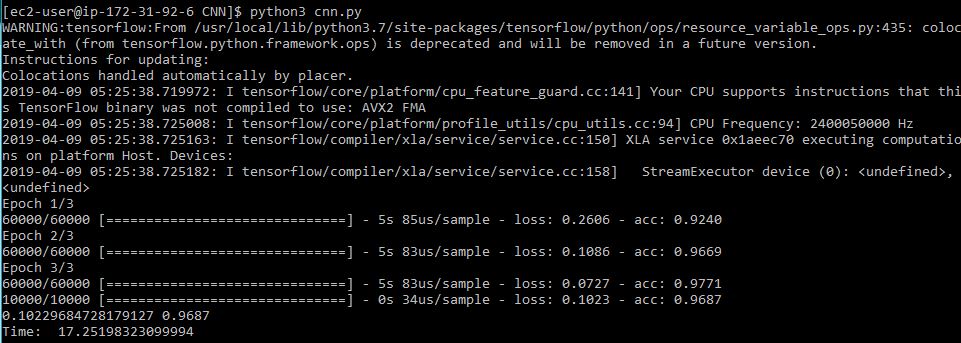 [ec2-user@ip-172-31-92-6 CNN]$ python3 cnn.py
WARNING:tensorflow:From /usr/local/lib/python3.7/site-packages/tensorflow/python/ops/resource_variable_ops.py:435: coloc
ate_with (from tensorflow.python.framework.ops) is deprecated and will be removed in a future version.
Instructions for updating:
Colocations handled automatically by placer.
2019-04-09 05:25:38.719972: I tensorflow/core/platform/cpu_feature_guard.cc:141] Your CPU supports instructions that thi
s TensorFlow binary was not compiled to use: AVX2 FMA
2019-04-09 05:25:38.725008: I tensorflow/core/platform/profile_utils/cpu_utils.cc:94] CPU Frequency: 2400050000 Hz
2019-04-09 05:25:38.725163: I tensorflow/compiler/xla/service/service.cc:150] XLA service 0x1aeec70 executing computatio
ns on platform Host. Devices:
2019-04-09 05:25:38.725182: I tensorflow/compiler/xla/service/service.cc:158]   StreamExecutor device (0): <undefined>,
<undefined>
Epoch 1/3
60000/60000 [==============================] - 5s 85us/sample - loss: 0.2606 - acc: 0.9240
Epoch 2/3
60000/60000 [==============================] - 5s 83us/sample - loss: 0.1086 - acc: 0.9669
Epoch 3/3
60000/60000 [==============================] - 5s 83us/sample - loss: 0.0727 - acc: 0.9771
10000/10000 [==============================] - 0s 34us/sample - loss: 0.1023 - acc: 0.9687
0.10229684728179127 0.9687
Time:  17.25198323099994